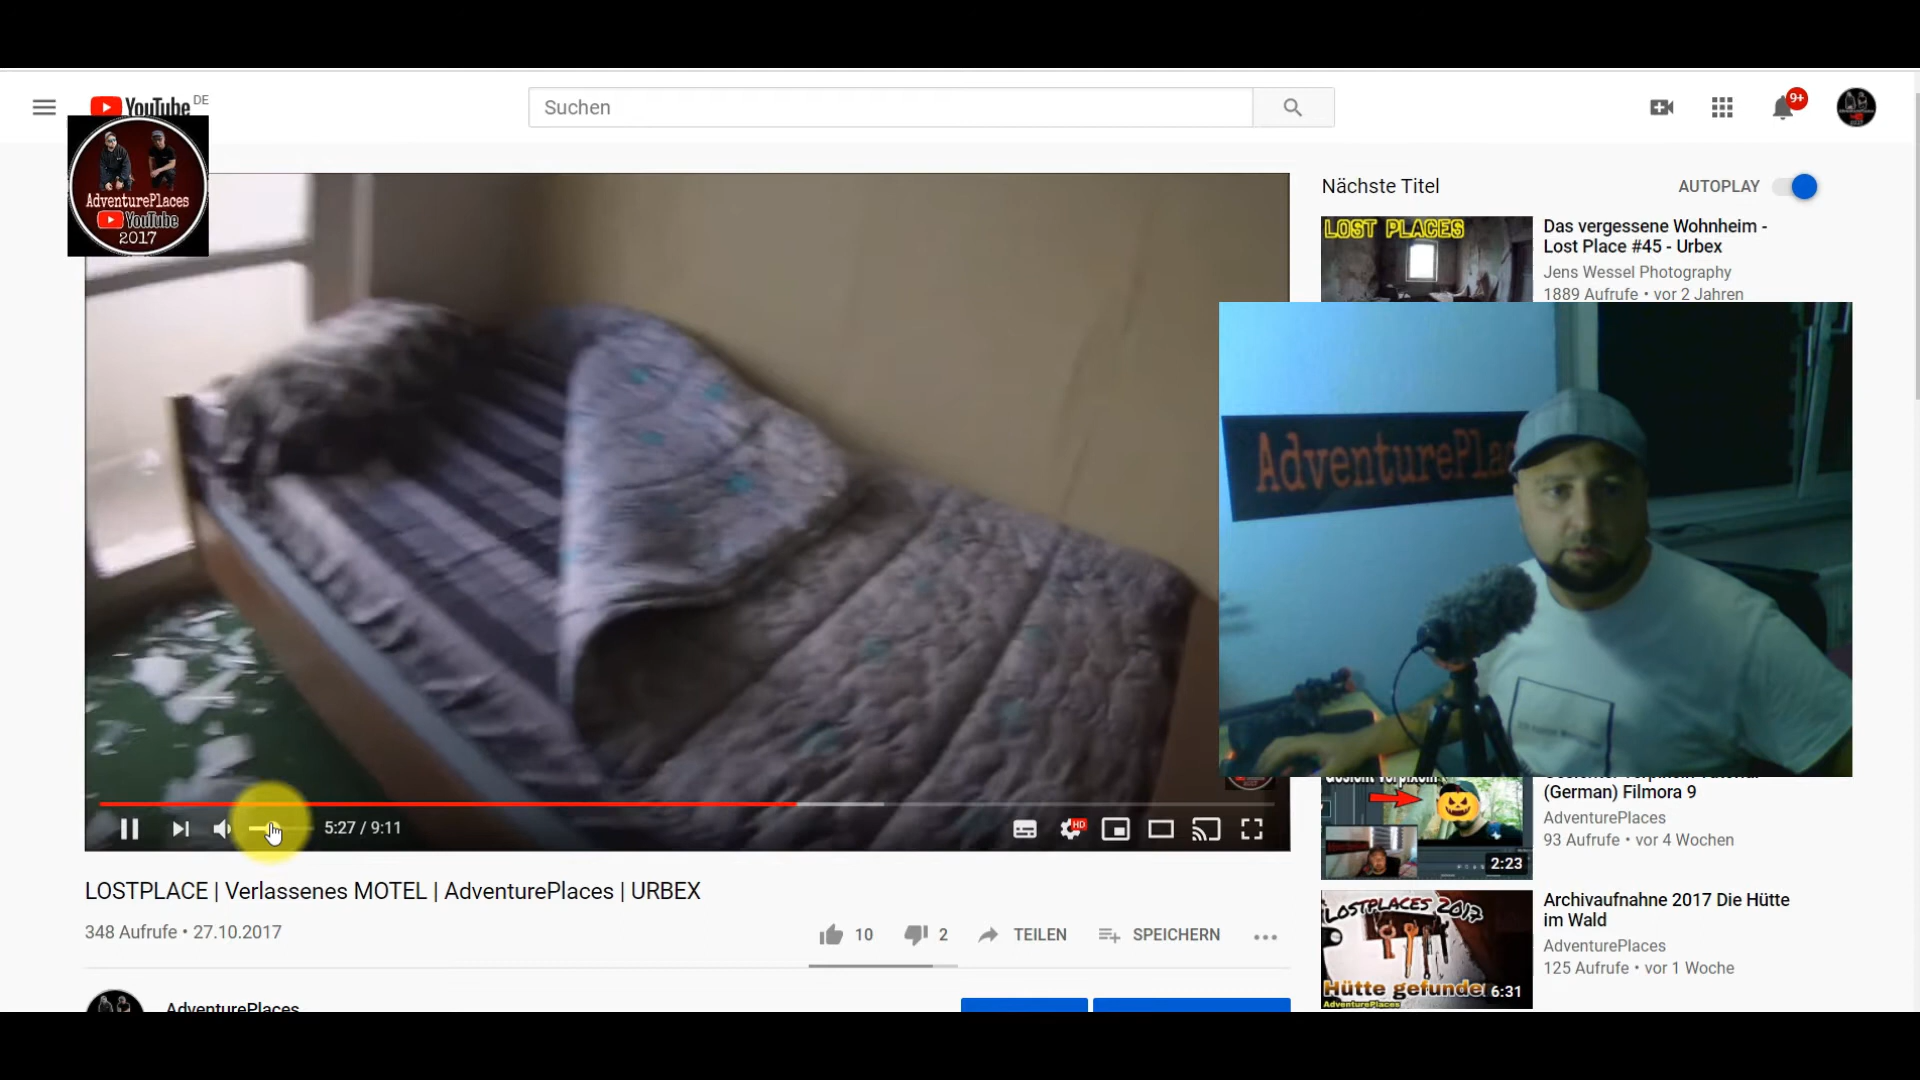 YouTube DE
Suchen
9+
AdventurePlaces
YouTube
2017
Nächste Titel
AUTOPLAY
LOST PLACES
Das vergessene Wohnheim -
Lost Place #45 - Urbex
Jens Wessel Photography
1889 Aufrufe • vor 2 Jahren
AdventurePlac
5:27 / 9:11
HD
(German) Filmora 9
AdventurePlaces
93 Aufrufe • vor 4 Wochen
2:23
LOSTPLACE | Verlassenes MOTEL | AdventurePlaces | URBEX
348 Aufrufe • 27.10.2017
10
2
TEILEN
SPEICHERN
LOSTPLACES 2017
Hütte gefunden
AdventurePlaces
6:31
Archivaufnahme 2017 Die Hütte
im Wald
AdventurePlaces
125 Aufrufe • vor 1 Woche
AdventurePlaces